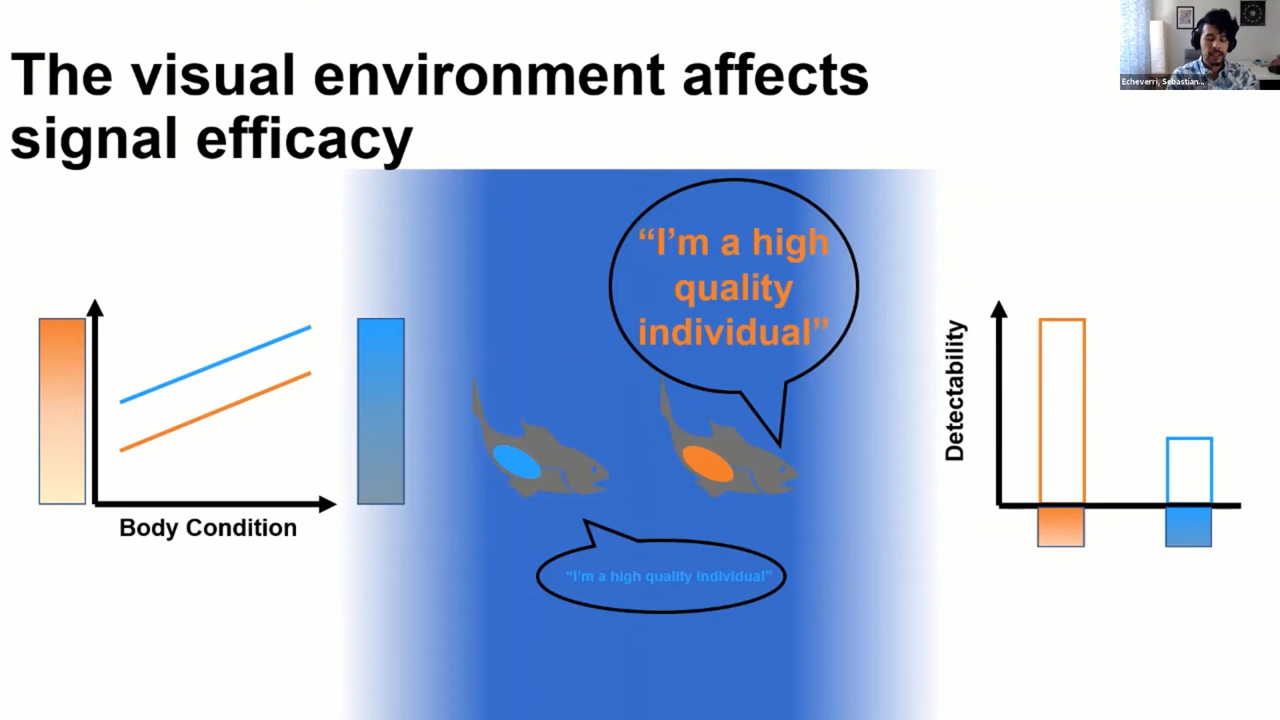 The visual environment affects
signal efficacy
Echeverri, Sebastian...
“I’m a high
quality
individual”
Body Condition
Detectability
“I’m a high quality individual”